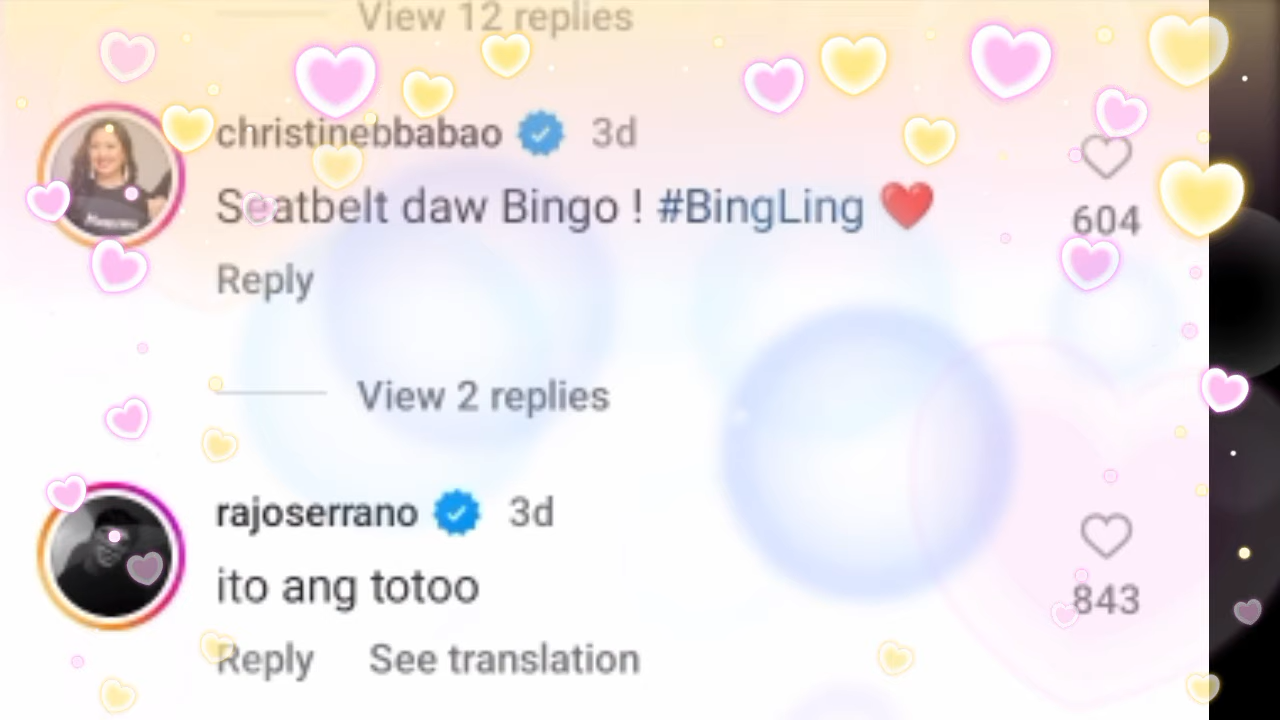 View 12 replies
christinebbabao 3d
Seatbelt daw Bingo ! #BingLing ❤️
604
Reply
View 2 replies
rajoserrano 3d
ito ang totoo
843
Reply See translation